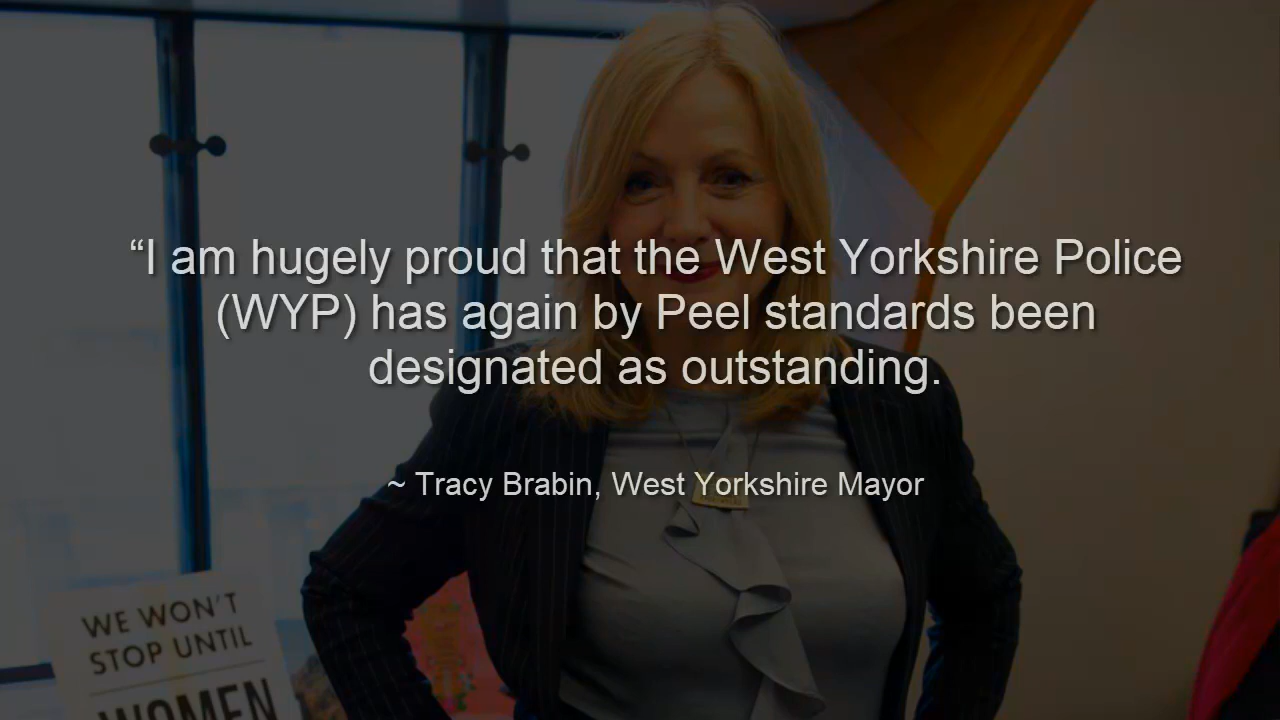 “I am hugely proud that the West Yorkshire Police
(WYP) has again by Peel standards been
designated as outstanding.
~ Tracy Brabin, West Yorkshire Mayor
WE WON'T
STOP UNTIL
WOMEN